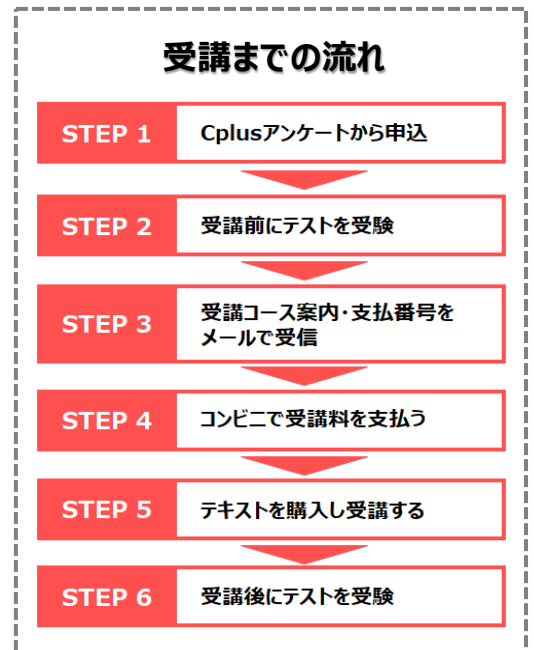 受講までの流れ
STEP 1
Cplusアンケートから申込
STEP 2
受講前にテストを受験
STEP 3
受講コース案内・支払番号を
メールで受信
STEP 4
コンビニで受講料を支払う
STEP 5
テキストを購入し受講する
STEP 6
受講後にテストを受験